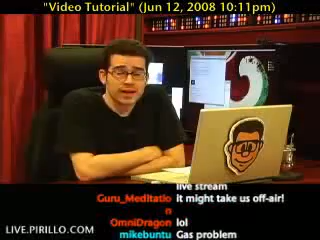 "Video Tutorial" (Jun 12, 2008 10:11pm)
live stream
Guru_Meditatio it might take us off-air!
n
OmniDragon lol
mikebuntu Gas problem
LIVE.PIRILLO.COM